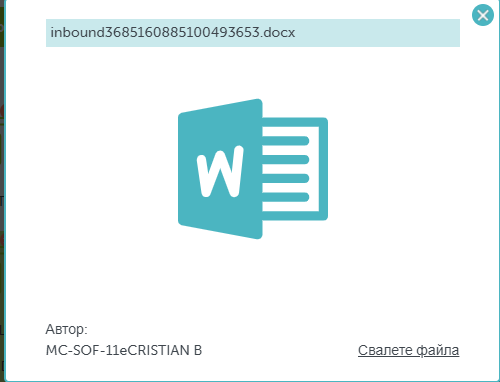 inbound3685160885100493653.docx
W
Автор:
MC-SOF-11eCRISTIAN B
Свалете файла